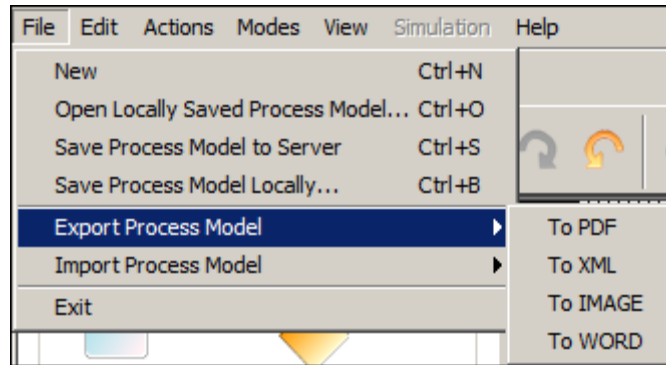 File Edit Actions Modes View Simulation Help
New Ctrl+N
Open Locally Saved Process Model... Ctrl+O
Save Process Model to Server Ctrl+S
Save Process Model Locally... Ctrl+B
Export Process Model
Import Process Model
Exit
To PDF
To XML
To IMAGE
To WORD